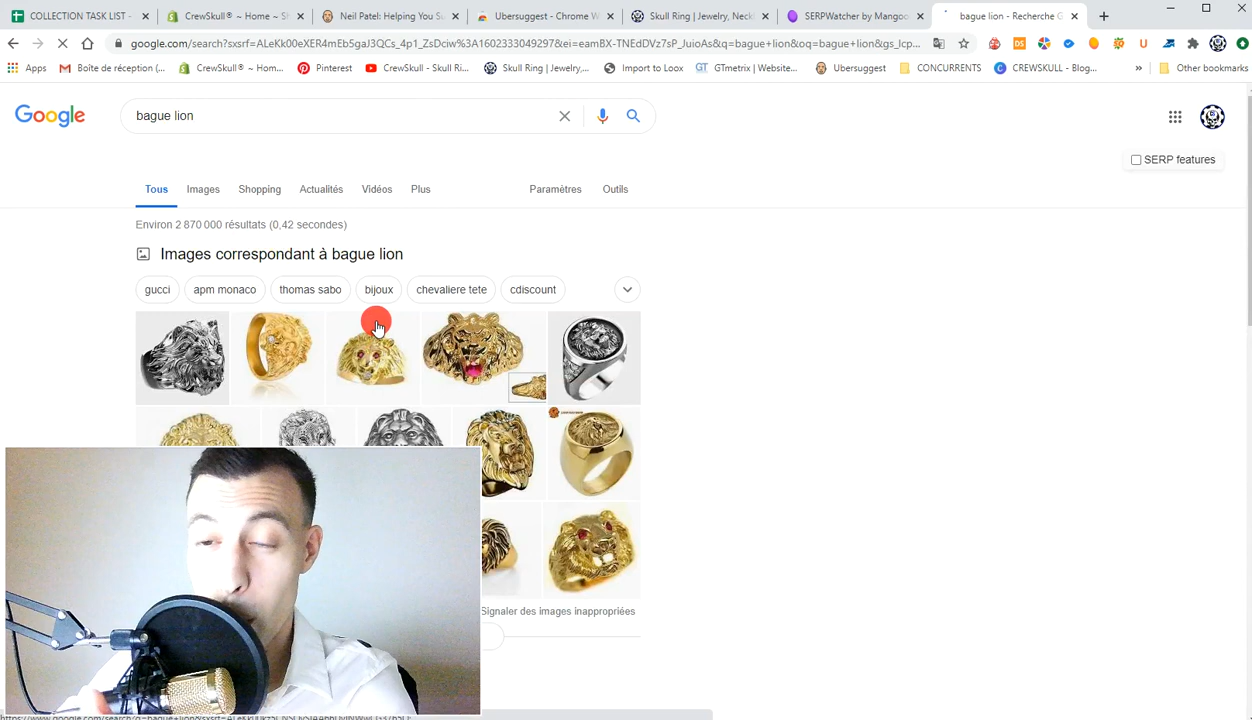 COLLECTION TASK LIST -
CrewSkull® ~ Home ~ Sh
Neil Patel: Helping You Su
Ubersuggest - Chrome W
Skull Ring | Jewelry, Neckl
SERPWatcher by Mangoo
bague lion - Recherche G
google.com/search?sxsrf=ALeKk00eXER4mEb5gaJ3QCs_4p1_ZsDciw%3A1602333049297&ei=eamBX-TNEdDVz7sP_JuioAs&q=bague+lion&oq=bague+lion&gs_lcp...
Apps
Boîte de réception (...
CrewSkull® ~ Hom...
Pinterest
CrewSkull - Skull Ri...
Skull Ring | Jewelry,...
Import to Loox
GTmetrix | Website...
Ubersuggest
CONCURRENTS
CREWSKULL - Blog...
»
Other bookmarks
Google
bague lion
SERP features
Tous
Images
Shopping
Actualités
Vidéos
Plus
Paramètres
Outils
Environ 2 870 000 résultats (0,42 secondes)
Images correspondant à bague lion
gucci
apm monaco
thomas sabo
bijoux
chevaliere tete
cdiscount
Signaler des images inappropriées